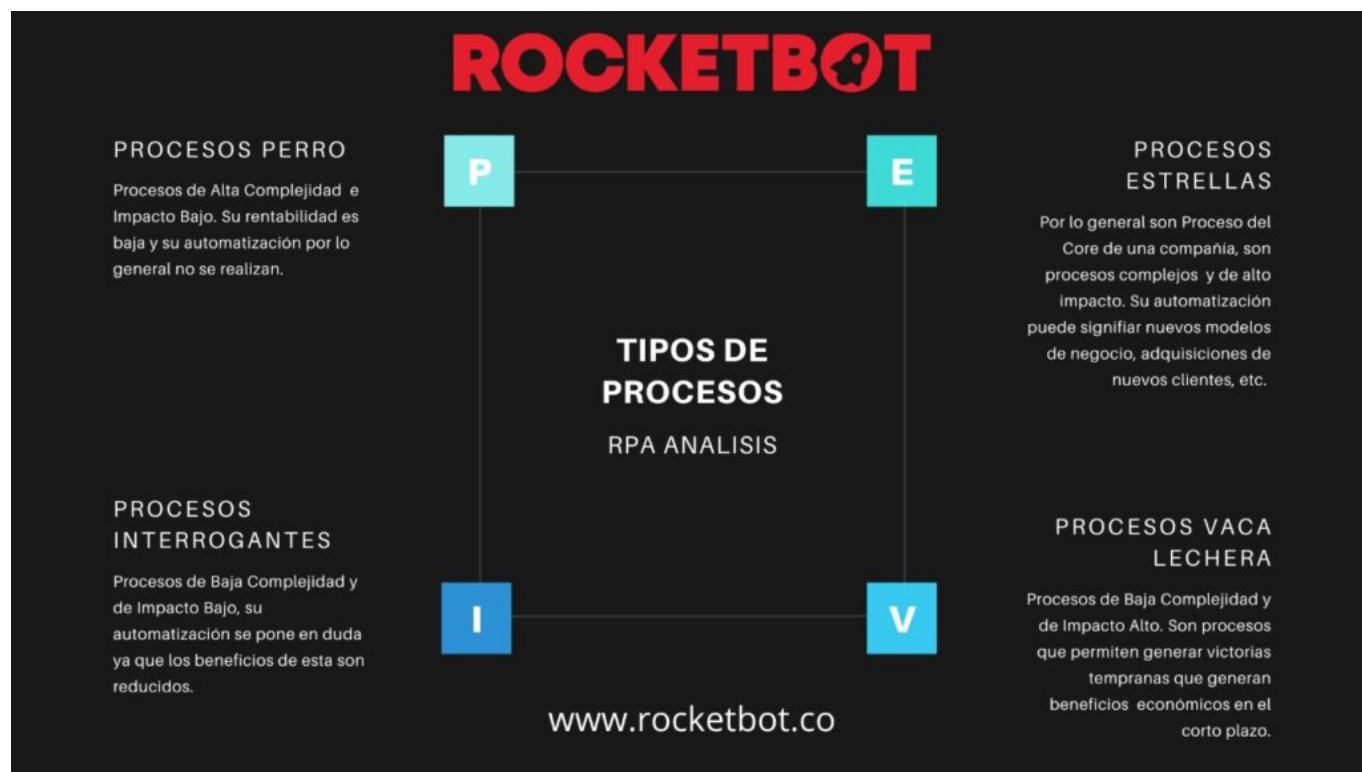 ROCKETBOT
PROCESOS PERRO
Procesos de Alta Complejidad e
Impacto Bajo. Su rentabilidad es
baja y su automatización por lo
general no se realizan.
P
E
PROCESOS
ESTRELLAS
Por lo general son Proceso del
Core de una compañía, son
procesos complejos y de alto
impacto. Su automatización
puede signifiar nuevos modelos
de negocio, adquisiciones de
nuevos clientes, etc.
TIPOS DE
PROCESOS
RPA ANALISIS
PROCESOS
INTERROGANTES
Procesos de Baja Complejidad y
de Impacto Bajo, su
automatización se pone en duda
ya que los beneficios de esta son
reducidos.
I
V
PROCESOS VACA
LECHERA
Procesos de Baja Complejidad y
de Impacto Alto. Son procesos
que permiten generar victorias
tempranas que generan
beneficios económicos en el
corto plazo.
www.rocketbot.co